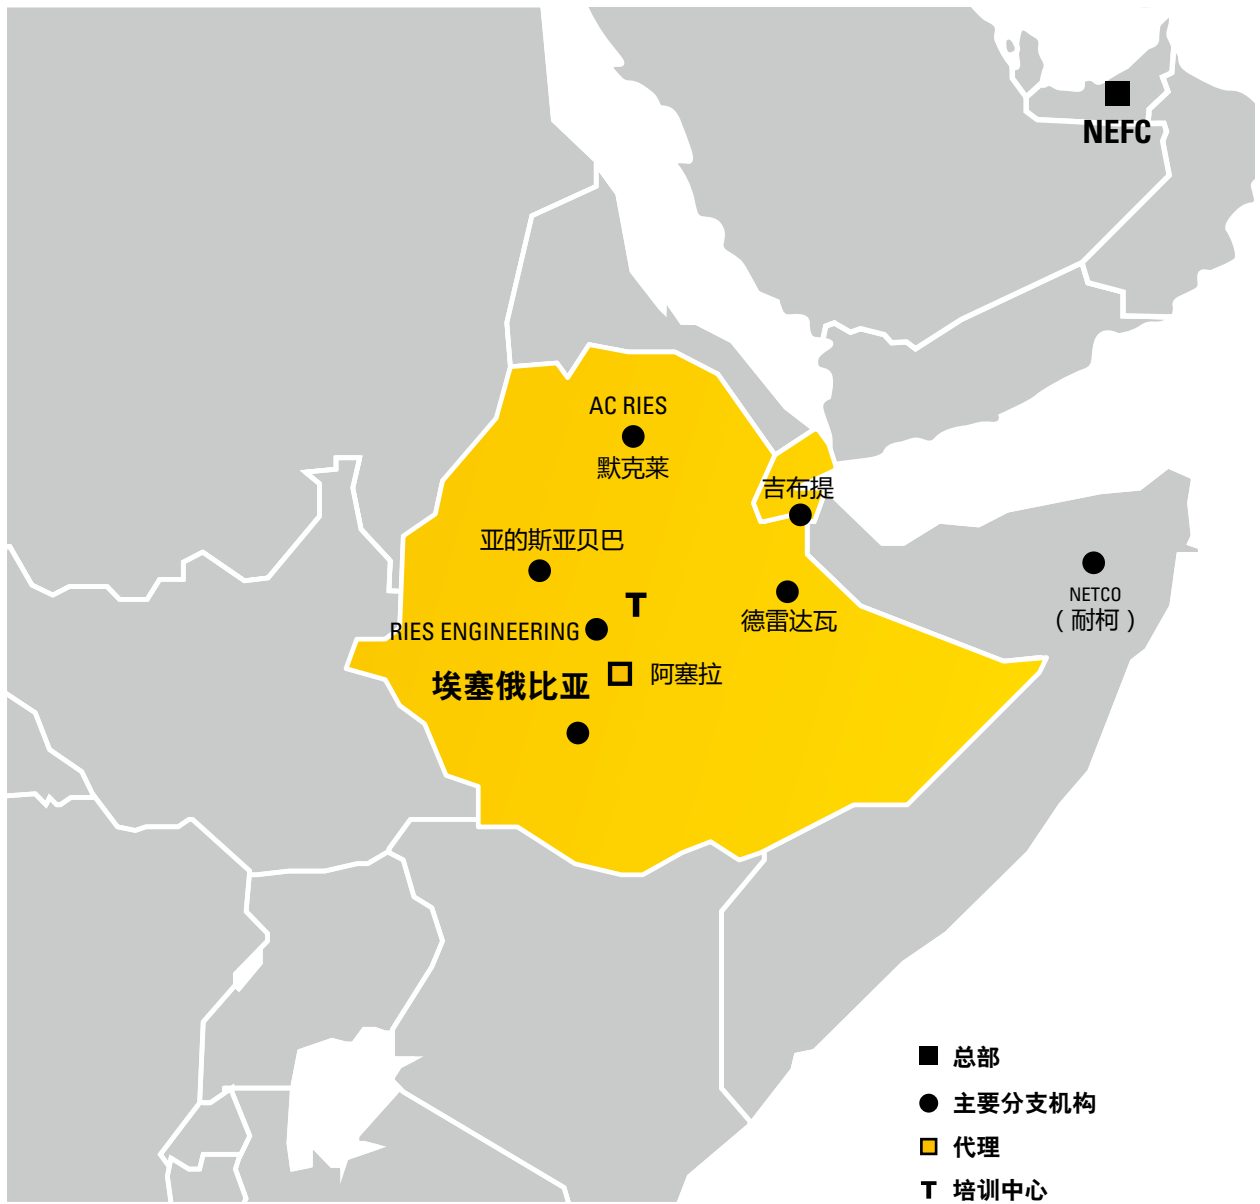 NEFC
AC RIES
默克莱
吉布提
亚的斯亚贝巴
T
NETCO
（耐柯）
德雷达瓦
RIES ENGINEERING
阿塞拉
埃塞俄比亚
总部
主要分支机构
代理
T 培训中心